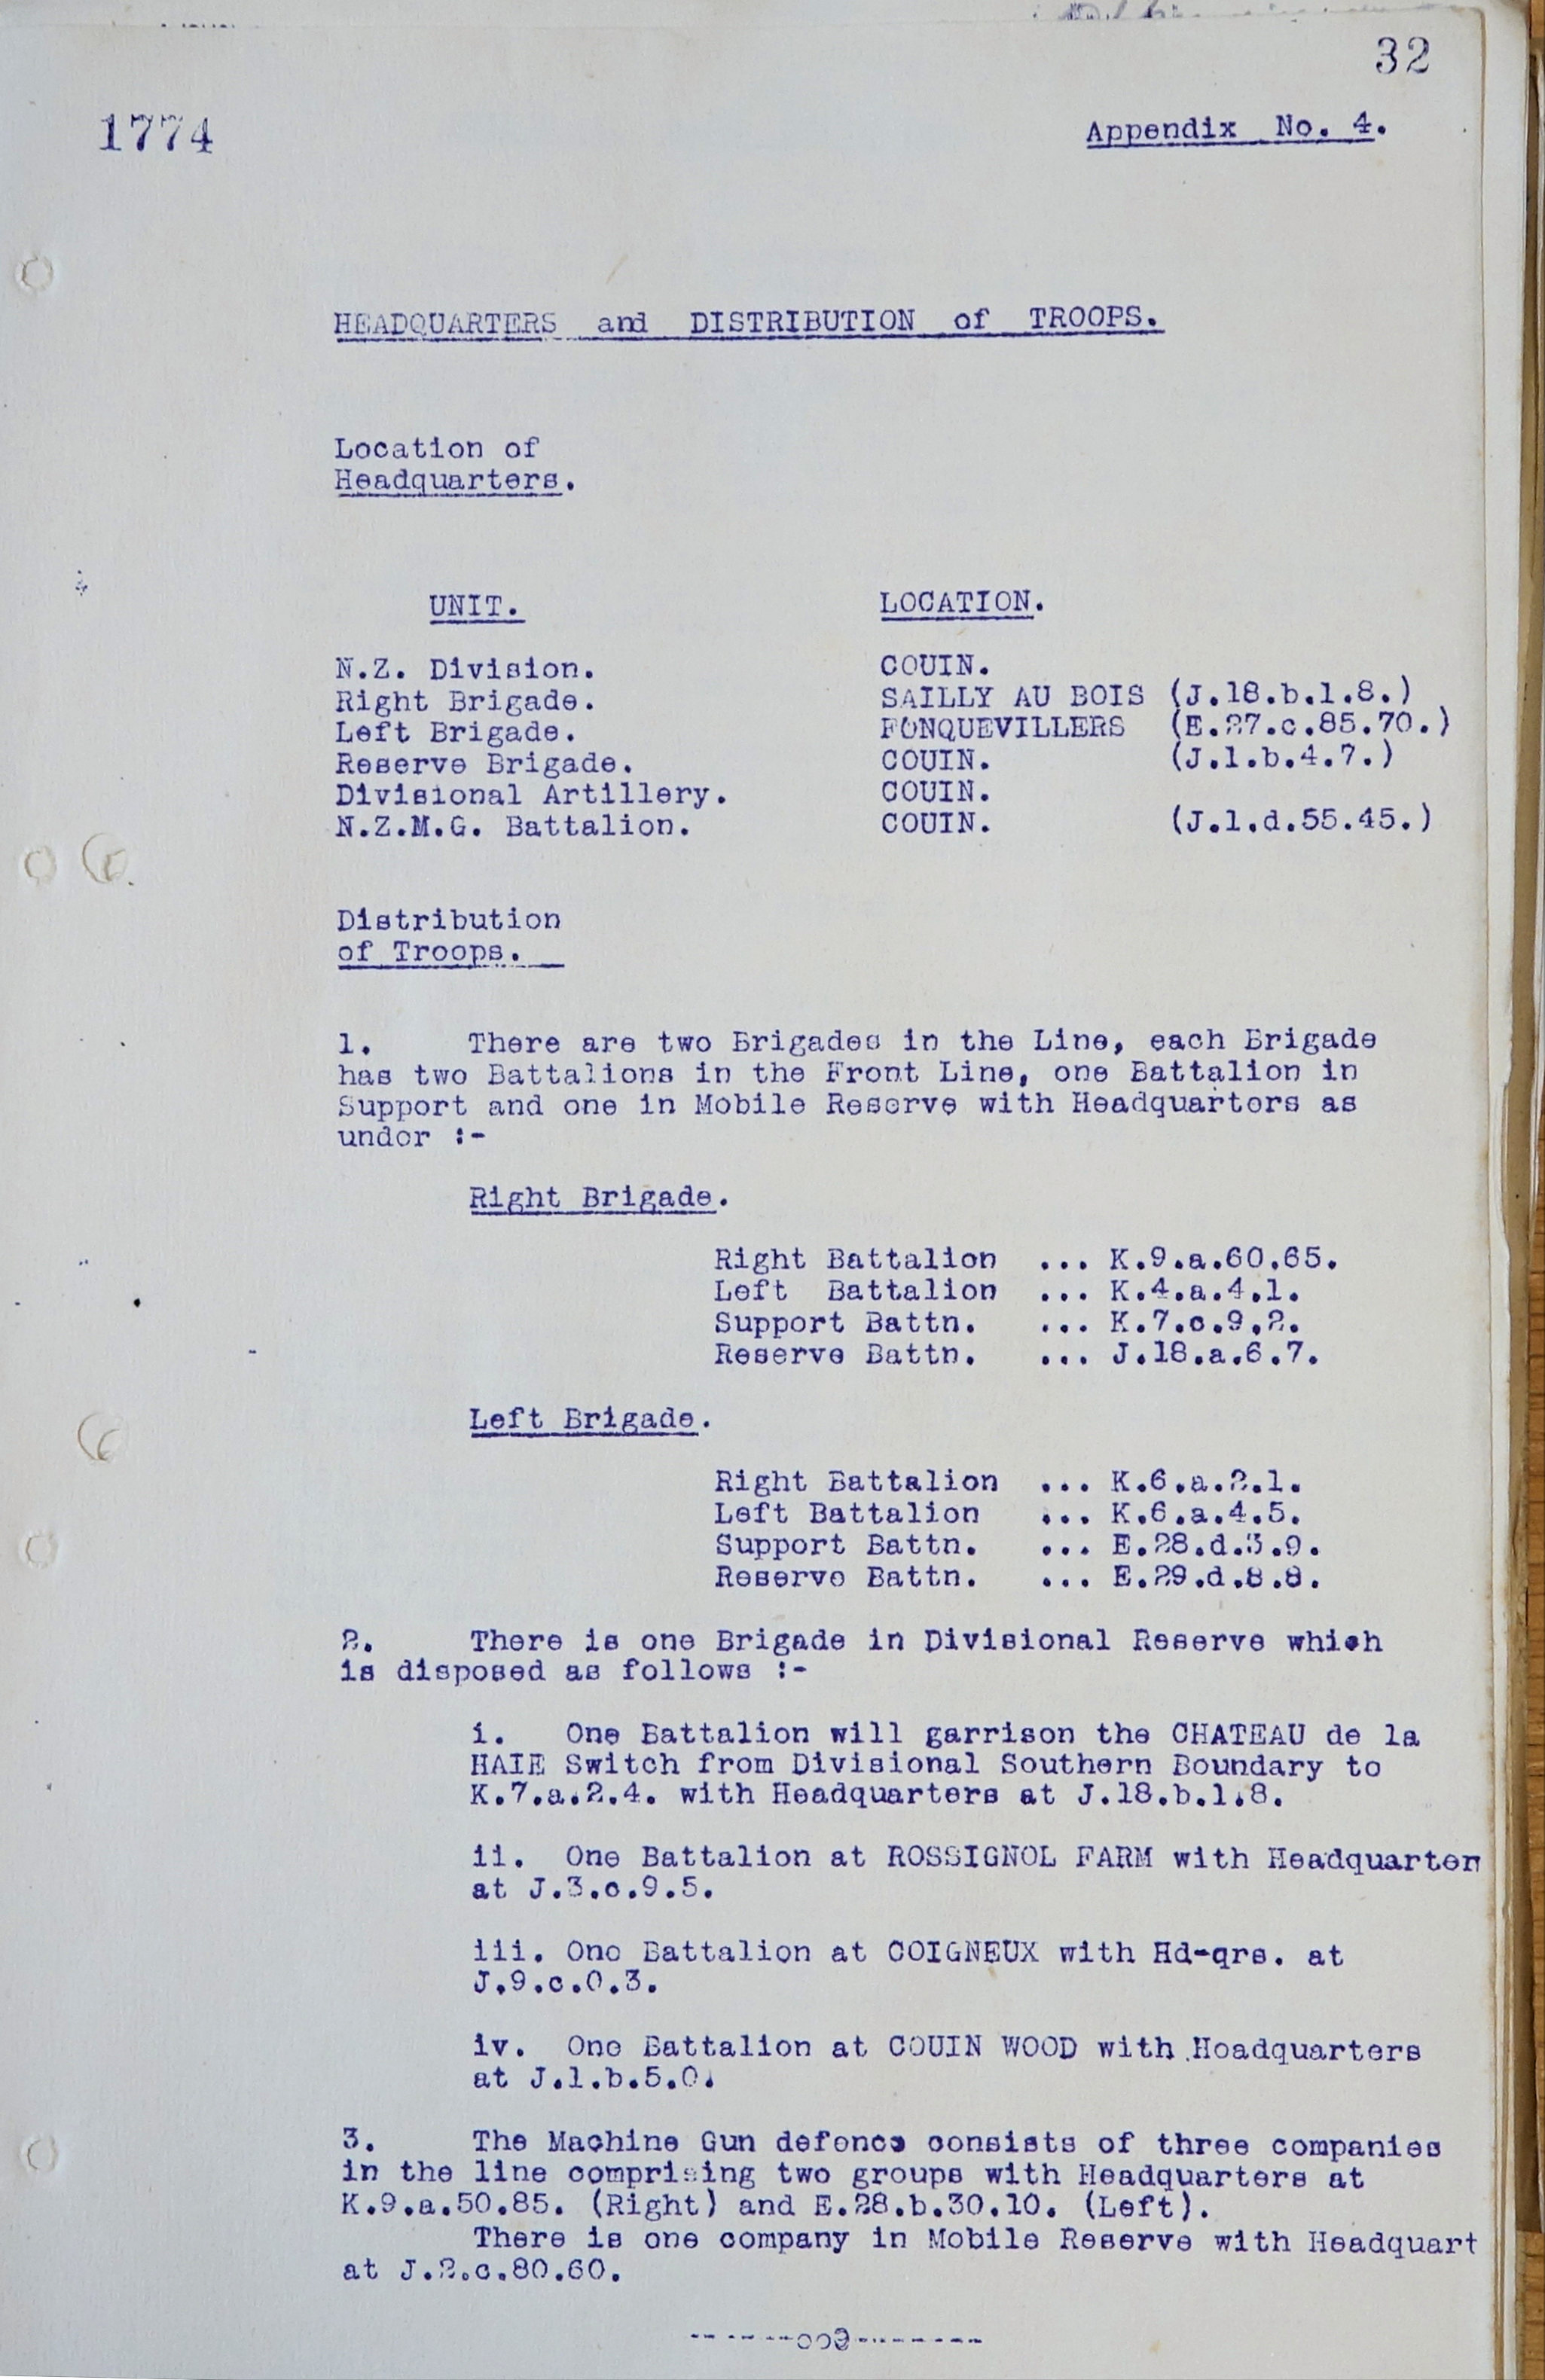 32
1774
Appendix No. 4.
HEADQUARTERS and DISTRIBUTION of TROOPS.
Location of
Headquarters.
UNIT. LOCATION.
N.Z. Division. COUIN.
Right Brigade. SAILLY AU BOIS (J.18.b.1.8.)
Left Brigade. FONQUEVILLERS (E.27.c.85.70.)
Reserve Brigade. COUIN. (J.1.b.4.7.)
Divisional Artillery. COUIN.
N.Z.M.G. Battalion. COUIN. (J.1.d.55.45.)
Distribution
of Troops.
1. There are two Brigades in the Line, each Brigade
has two Battalions in the Front Line, one Battalion in
Support and one in Mobile Reserve with Headquarters as
under :-
Right Brigade.
Right Battalion ... K.9.a.60.65.
Left Battalion ... K.4.a.4.1.
Support Battn. ... K.7.c.9.2.
Reserve Battn. ... J.18.a.6.7.
Left Brigade.
Right Battalion ... K.6.a.2.1.
Left Battalion ... K.6.a.4.5.
Support Battn. ... E.28.d.3.9.
Reserve Battn. ... E.29.d.8.8.
2. There is one Brigade in Divisional Reserve which
is disposed as follows :-
i. One Battalion will garrison the CHATEAU de la
HAIE Switch from Divisional Southern Boundary to
K.7.a.2.4. with Headquarters at J.18.b.1.8.
ii. One Battalion at ROSSIGNOL FARM with Headquarter
at J.3.c.9.5.
iii. One Battalion at COIGNEUX with Hd-qrs. at
J.9.c.0.3.
iv. One Battalion at COUIN WOOD with Headquarters
at J.1.b.5.0.
3. The Machine Gun defence consists of three companies
in the line comprising two groups with Headquarters at
K.9.a.50.85. (Right) and E.28.b.30.10. (Left).
There is one company in Mobile Reserve with Headquart
at J.2.c.80.60.
-------oo0--------